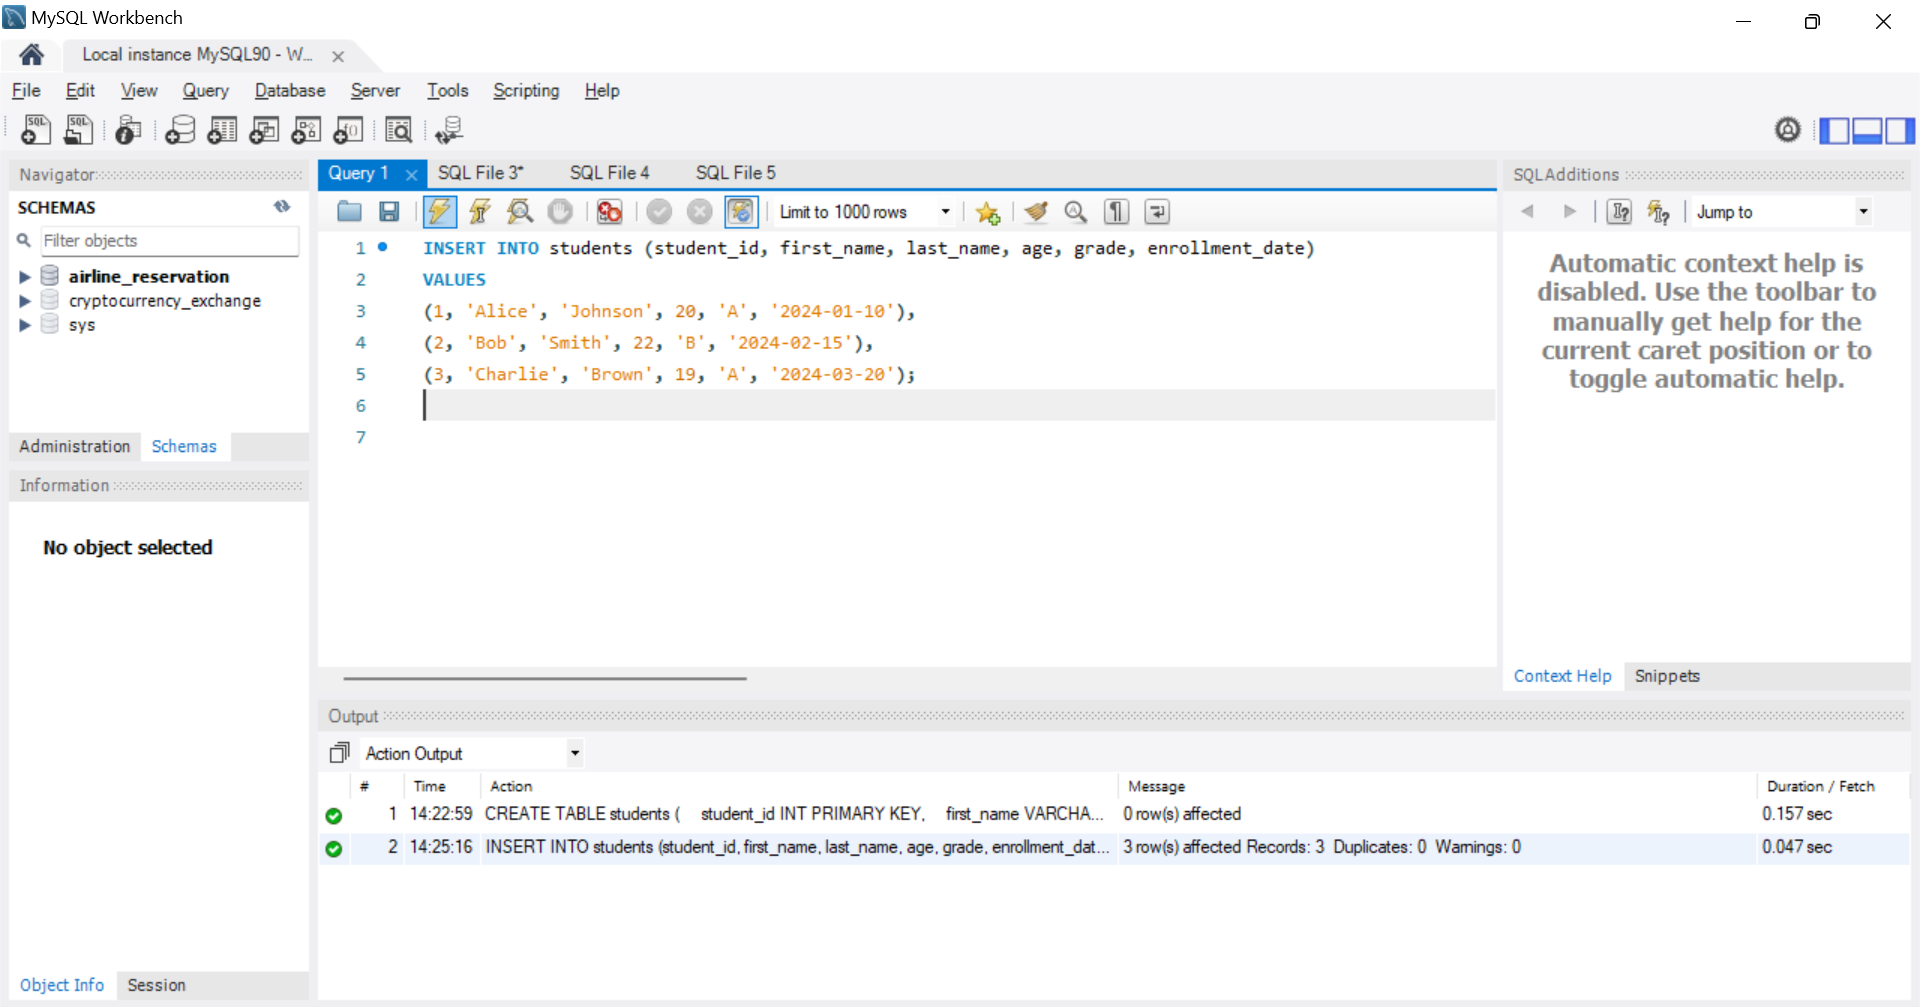 MySQL Workbench
Local instance MySQL90 - W...
File Edit View Query Database Server Tools Scripting Help
Navigator
SCHEMAS
Filter objects
airline_reservation
cryptocurrency_exchange
sys
Administration Schemas
Information
No object selected
Object Info Session
Query 1 SQL File 3* SQL File 4 SQL File 5
Limit to 1000 rows
1 INSERT INTO students (student_id, first_name, last_name, age, grade, enrollment_date)
2 VALUES
3 (1, 'Alice', 'Johnson', 20, 'A', '2024-01-10'),
4 (2, 'Bob', 'Smith', 22, 'B', '2024-02-15'),
5 (3, 'Charlie', 'Brown', 19, 'A', '2024-03-20');
6
7
SQLAdditions
Jump to
Automatic context help is
disabled. Use the toolbar to
manually get help for the
current caret position or to
toggle automatic help.
Context Help Snippets
Output
Action Output
# Time Action Message Duration / Fetch
1 14:22:59 CREATE TABLE students ( student_id INT PRIMARY KEY, first_name VARCHA... 0 row(s) affected 0.157 sec
2 14:25:16 INSERT INTO students (student_id, first_name, last_name, age, grade, enrollment_dat... 3 row(s) affected Records: 3 Duplicates: 0 Warnings: 0 0.047 sec